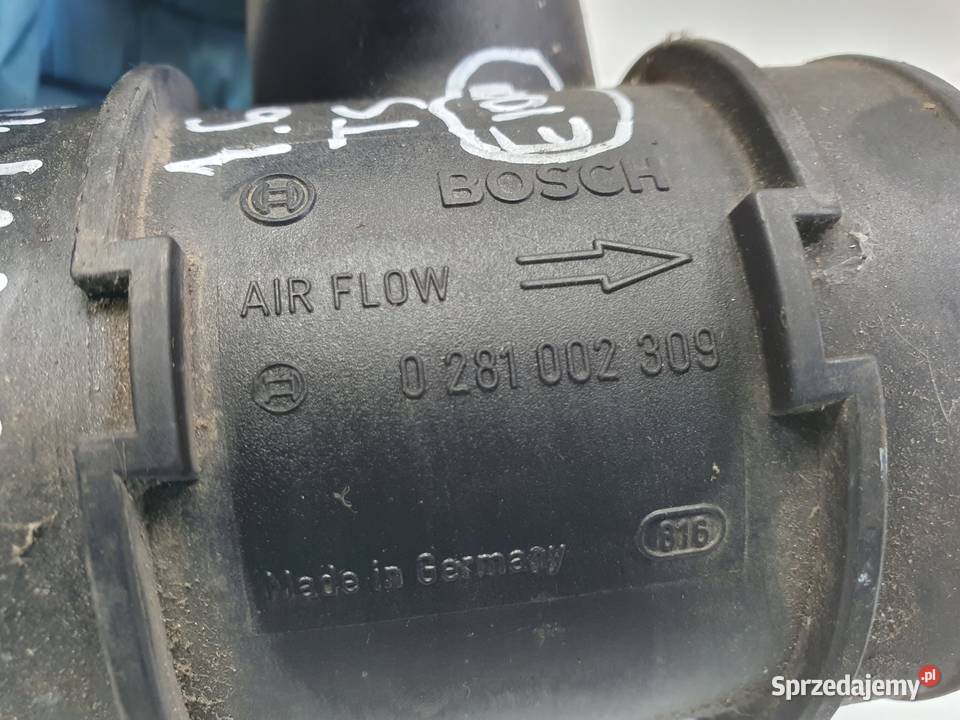 BOSCH
AIR FLOW
0 281 002 309
816
Made in Germany
Sprzedajemy.pl